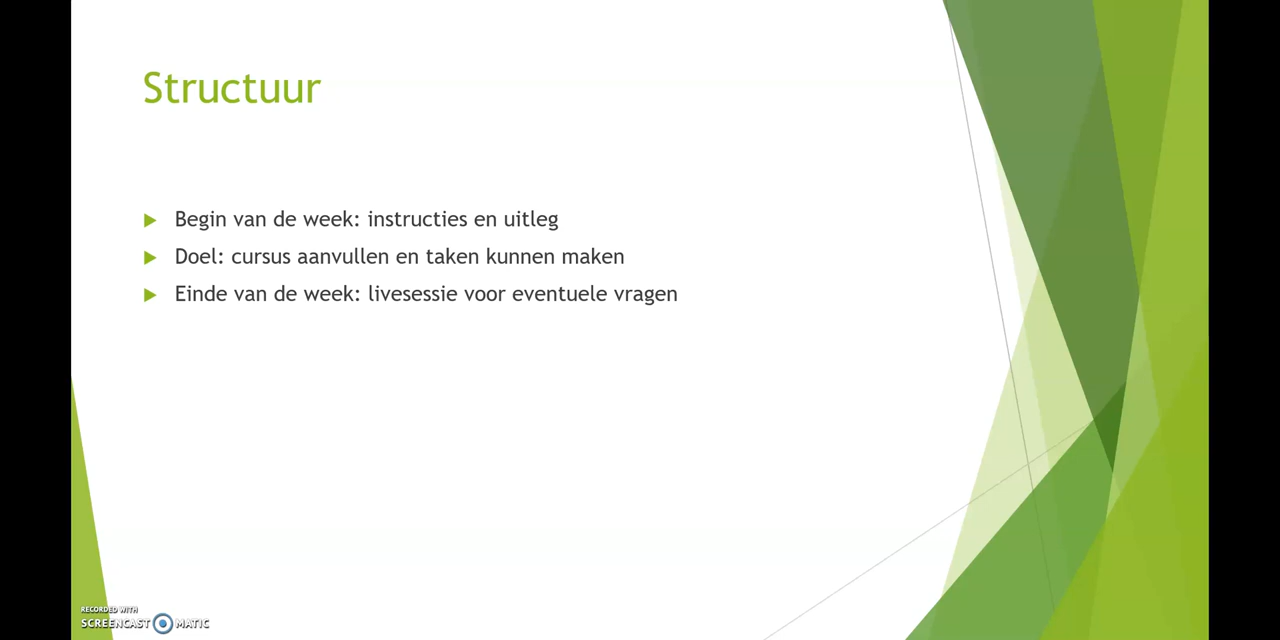 Structuur
Begin van de week: instructies en uitleg
Doel: cursus aanvullen en taken kunnen maken
Einde van de week: livesessie voor eventuele vragen
RECORDED WITH
SCREENCAST MATIC